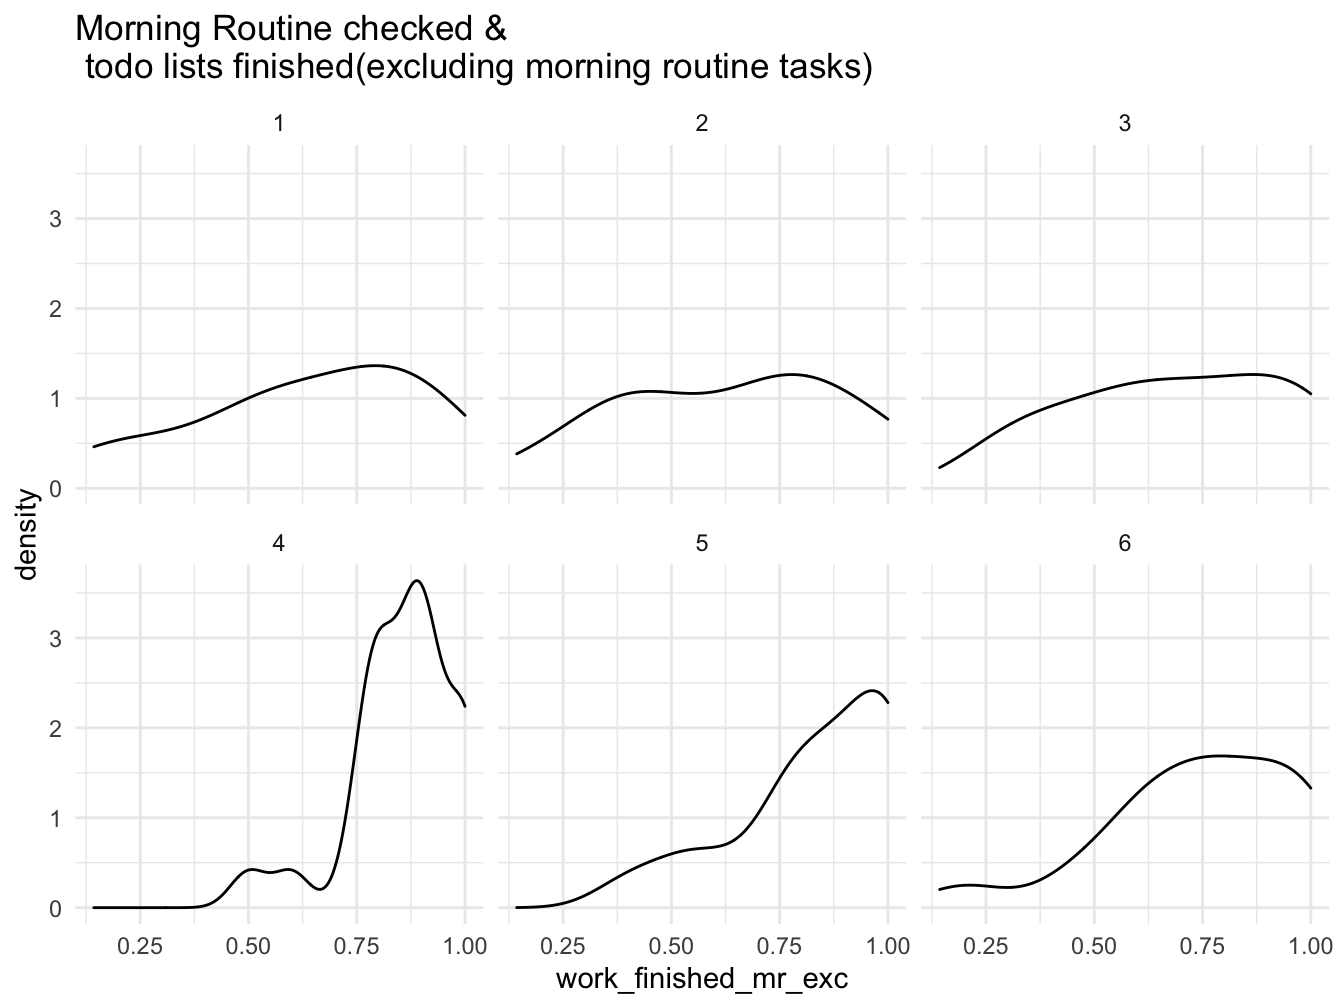 Morning Routine checked &
todo lists finished(excluding morning routine tasks)
1 2 3
3
2
1
0
density
4 5 6
3
2
1
0
0.25 0.50 0.75 1.00 0.25 0.50 0.75 1.00 0.25 0.50 0.75 1.00
work_finished_mr_exc